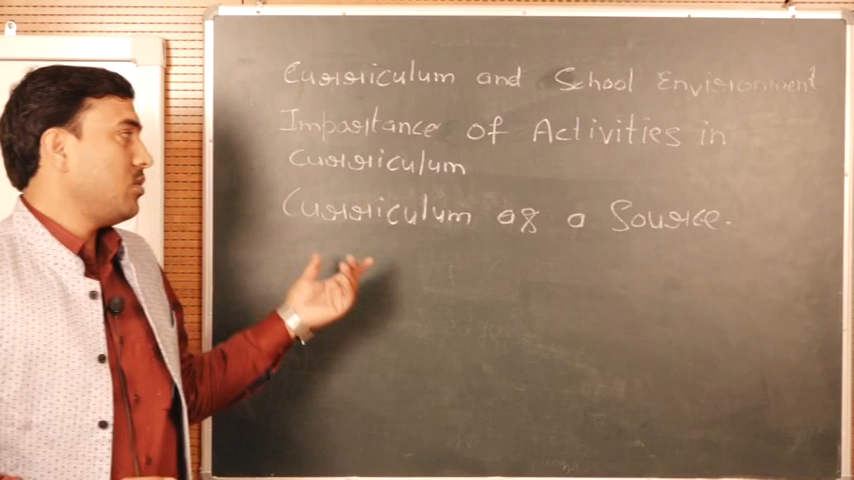 Curriculum and School Environment
Importance of Activities in
Curriculum
Curriculum as a Source.